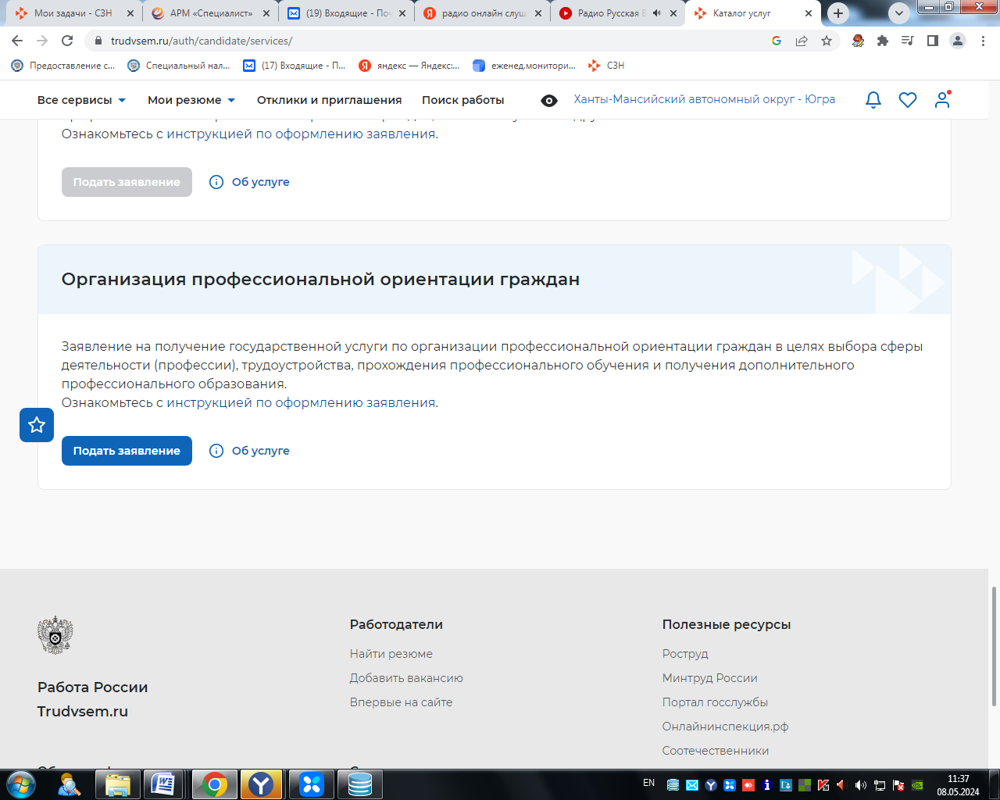 Мои задачи - СЗН
АРМ «Специалист»
(19) Входящие - Поч
радио онлайн слуш
Радио Русская В
Каталог услуг
trudvsem.ru/auth/candidate/services/
Предоставление с...
Специальный нал...
(17) Входящие - П...
яндекс — Яндекс:...
еженед.монитори...
СЗН
Все сервисы
Мои резюме
Отклики и приглашения
Поиск работы
Ханты-Мансийский автономный округ - Югра
Ознакомьтесь с инструкцией по оформлению заявления.
Подать заявление
Об услуге
Организация профессиональной ориентации граждан
Заявление на получение государственной услуги по организации профессиональной ориентации граждан в целях выбора сферы
деятельности (профессии), трудоустройства, прохождения профессионального обучения и получения дополнительного
профессионального образования.
Ознакомьтесь с инструкцией по оформлению заявления.
Подать заявление
Об услуге
Работа России
Trudvsem.ru
Работодатели
Найти резюме
Добавить вакансию
Впервые на сайте
Полезные ресурсы
Роструд
Минтруд России
Портал госслужбы
Онлайнинспекция.рф
Соотечественники
EN
11:37
08.05.2024